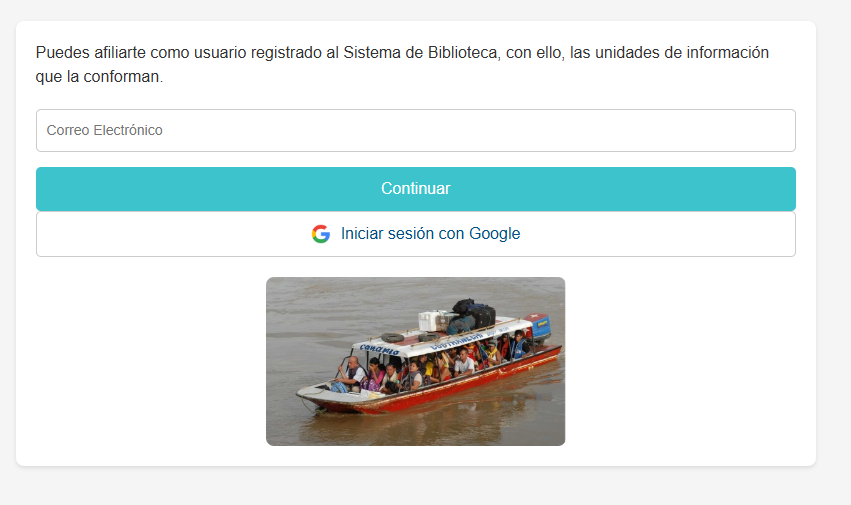 Puedes afiliarte como usuario registrado al Sistema de Biblioteca, con ello, las unidades de información
que la conforman.
Correo Electrónico
Continuar
Iniciar sesión con Google